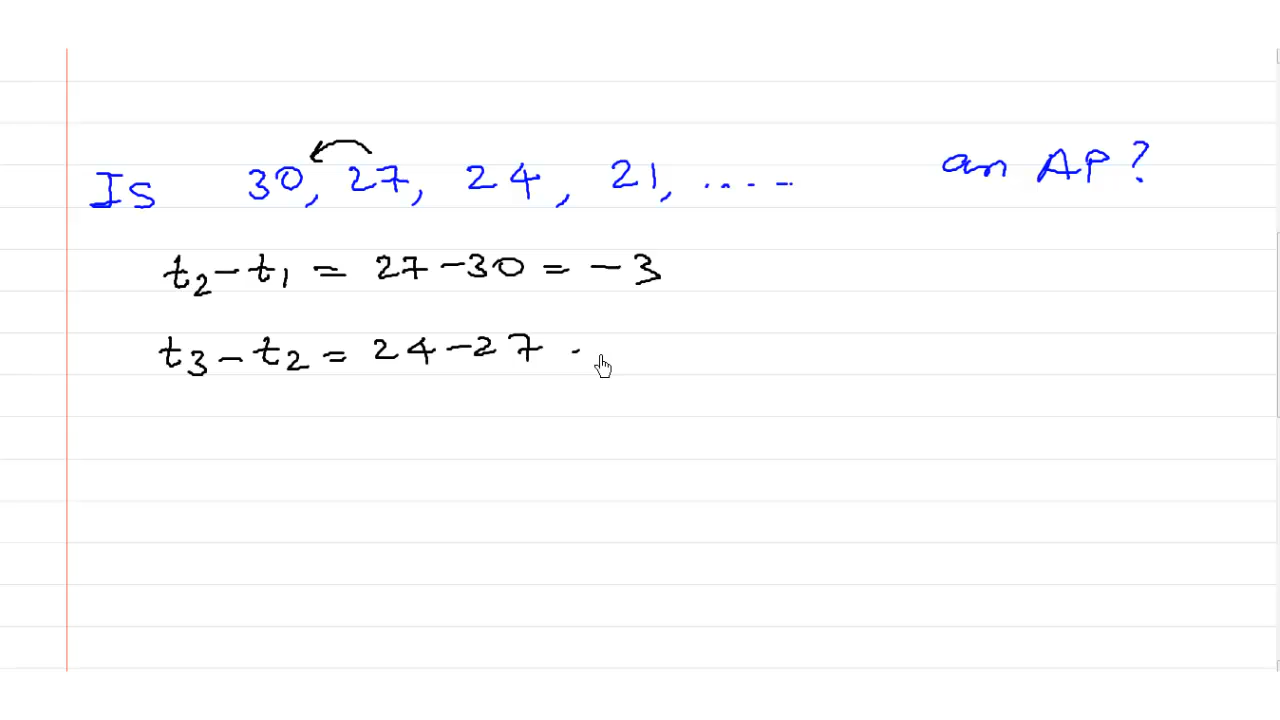 Is 30, 27, 24, 21, ..... an AP?
t₂ - t₁ = 27 - 30 = - 3
t₃ - t₂ = 24 - 27